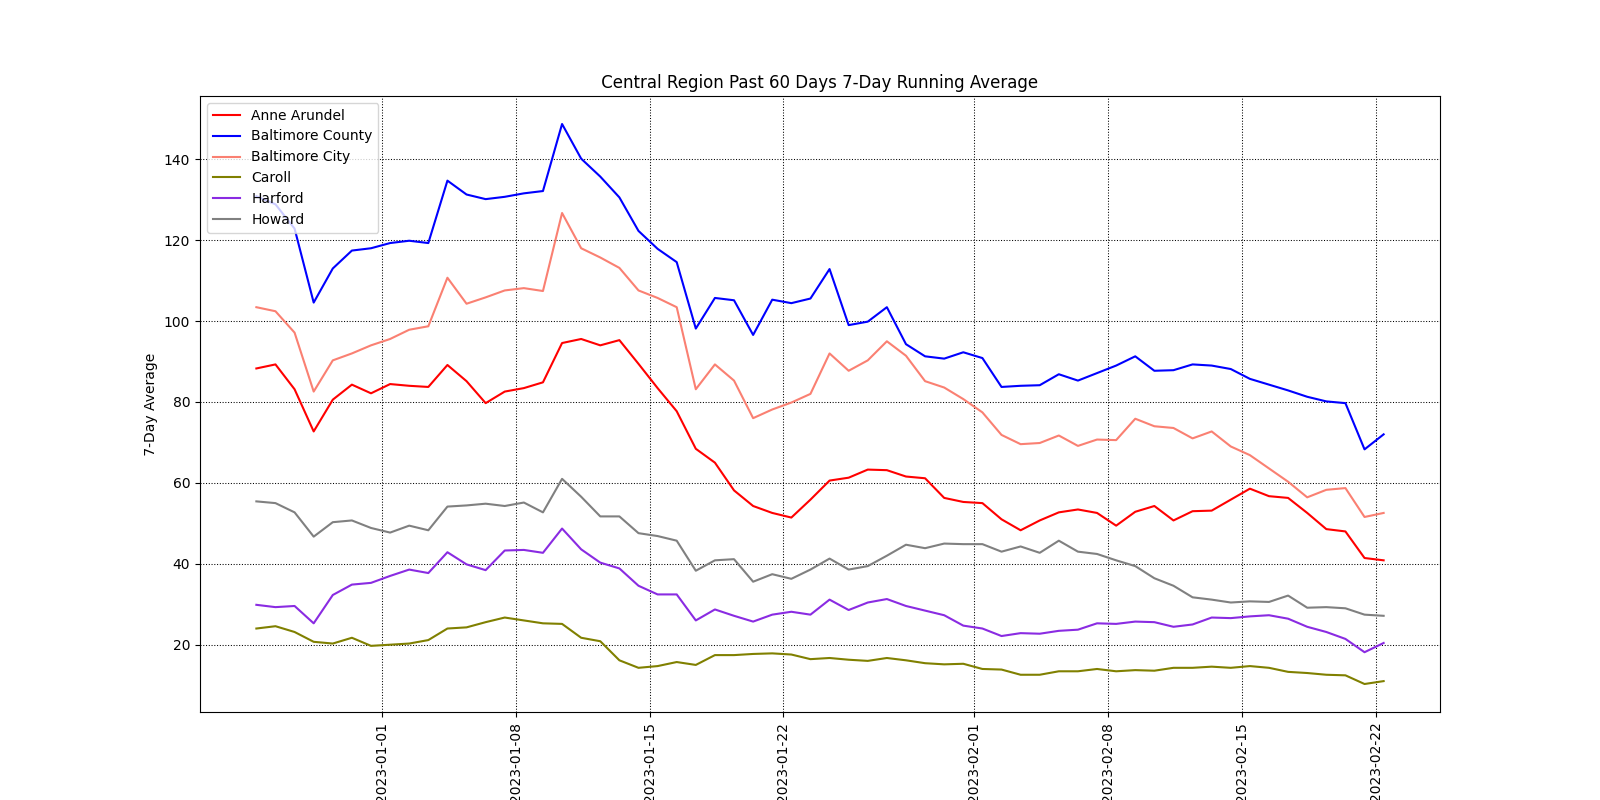 Central Region Past 60 Days 7-Day Running Average
Anne Arundel
Baltimore County
Baltimore City
Caroll
Harford
Howard
140
120
100
80
60
40
20
7-Day Average
2023-01-01
2023-01-08
2023-01-15
2023-01-22
2023-02-01
2023-02-08
2023-02-15
2023-02-22